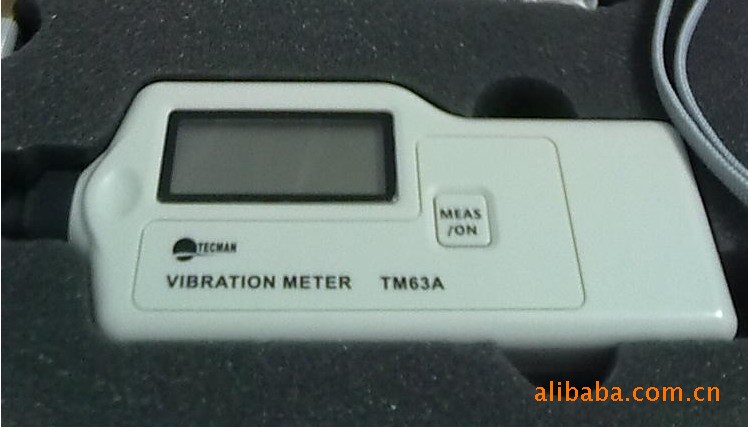 MEAS
/ON
TECMAN
VIBRATION METER TM63A
alibaba.com.cn